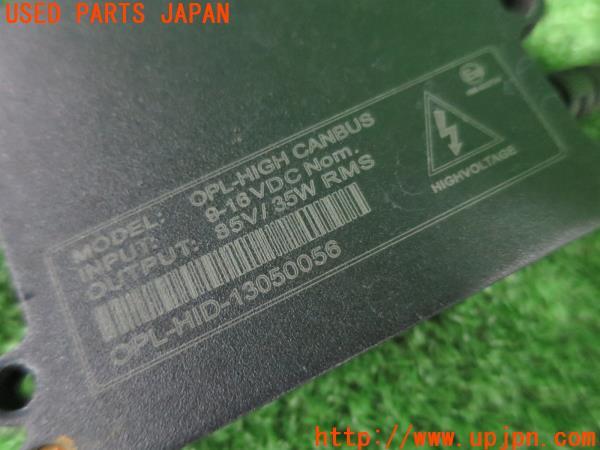 USED PARTS JAPAN
MODEL: OPL-HIGH CANBUS
INPUT: 9-16VDC Nom.
OUTPUT: 85V/35W RMS
OPL-HID-13050056
HIGHVOLTAGE
http://www.upjpn.com/